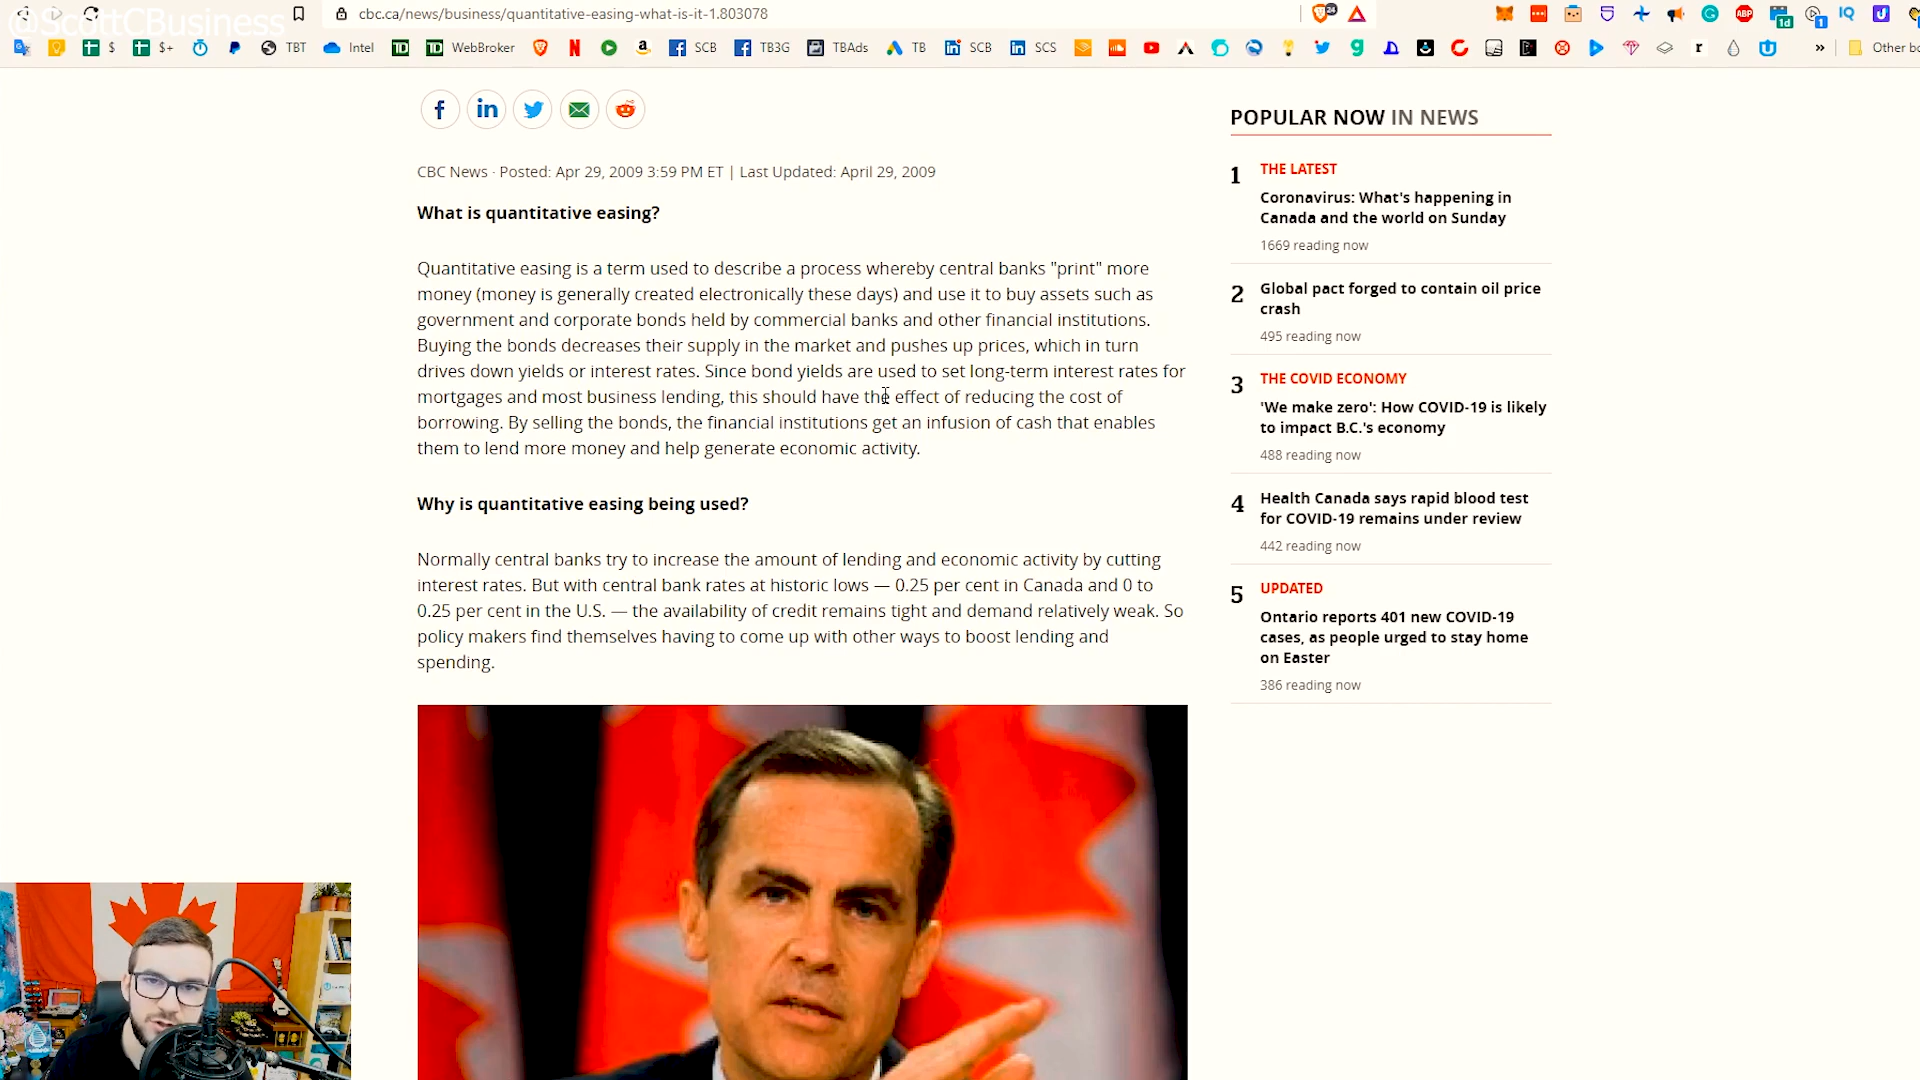 @ScottCBusiness
cbc.ca/news/business/quantitative-easing-what-is-it-1.803078
24
ABP
1d
1
IQ
$
$+
TBT
Intel
WebBroker
SCB
TB3G
TBAds
TB
SCB
SCS
»
Other bo
CBC News · Posted: Apr 29, 2009 3:59 PM ET | Last Updated: April 29, 2009
What is quantitative easing?
Quantitative easing is a term used to describe a process whereby central banks "print" more
money (money is generally created electronically these days) and use it to buy assets such as
government and corporate bonds held by commercial banks and other financial institutions.
Buying the bonds decreases their supply in the market and pushes up prices, which in turn
drives down yields or interest rates. Since bond yields are used to set long-term interest rates for
mortgages and most business lending, this should have the effect of reducing the cost of
borrowing. By selling the bonds, the financial institutions get an infusion of cash that enables
them to lend more money and help generate economic activity.
Why is quantitative easing being used?
Normally central banks try to increase the amount of lending and economic activity by cutting
interest rates. But with central bank rates at historic lows — 0.25 per cent in Canada and 0 to
0.25 per cent in the U.S. — the availability of credit remains tight and demand relatively weak. So
policy makers find themselves having to come up with other ways to boost lending and
spending.
POPULAR NOW IN NEWS
1
THE LATEST
Coronavirus: What's happening in
Canada and the world on Sunday
1669 reading now
2
Global pact forged to contain oil price
crash
495 reading now
3
THE COVID ECONOMY
'We make zero': How COVID-19 is likely
to impact B.C.'s economy
488 reading now
4
Health Canada says rapid blood test
for COVID-19 remains under review
442 reading now
5
UPDATED
Ontario reports 401 new COVID-19
cases, as people urged to stay home
on Easter
386 reading now